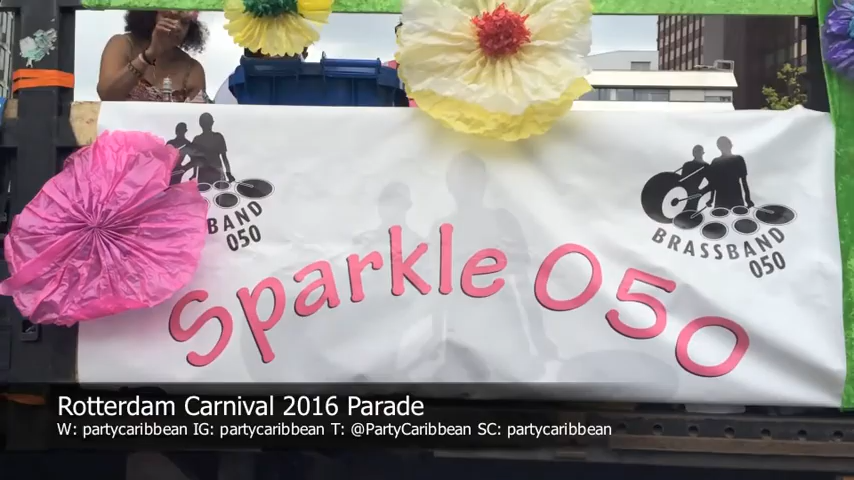 BAND
050
BRASSBAND
050
Sparkle 050
Rotterdam Carnival 2016 Parade
W: partycaribbean IG: partycaribbean T: @PartyCaribbean SC: partycaribbean